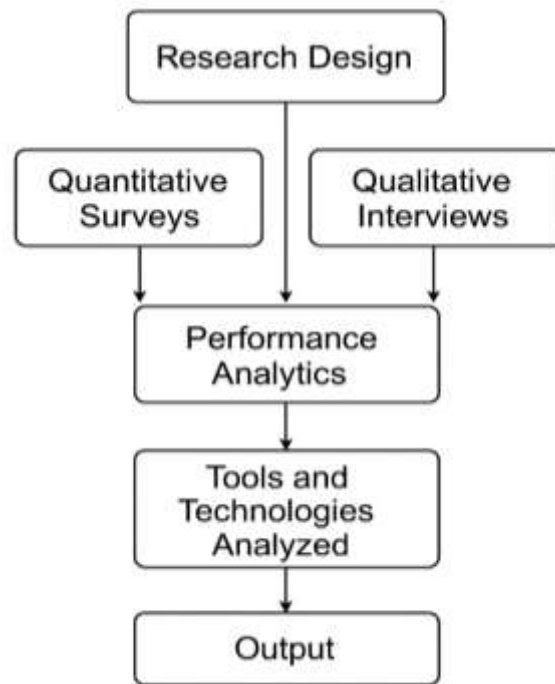 Research Design
Quantitative
Surveys
Qualitative
Interviews
Performance
Analytics
Tools and
Technologies
Analyzed
Output